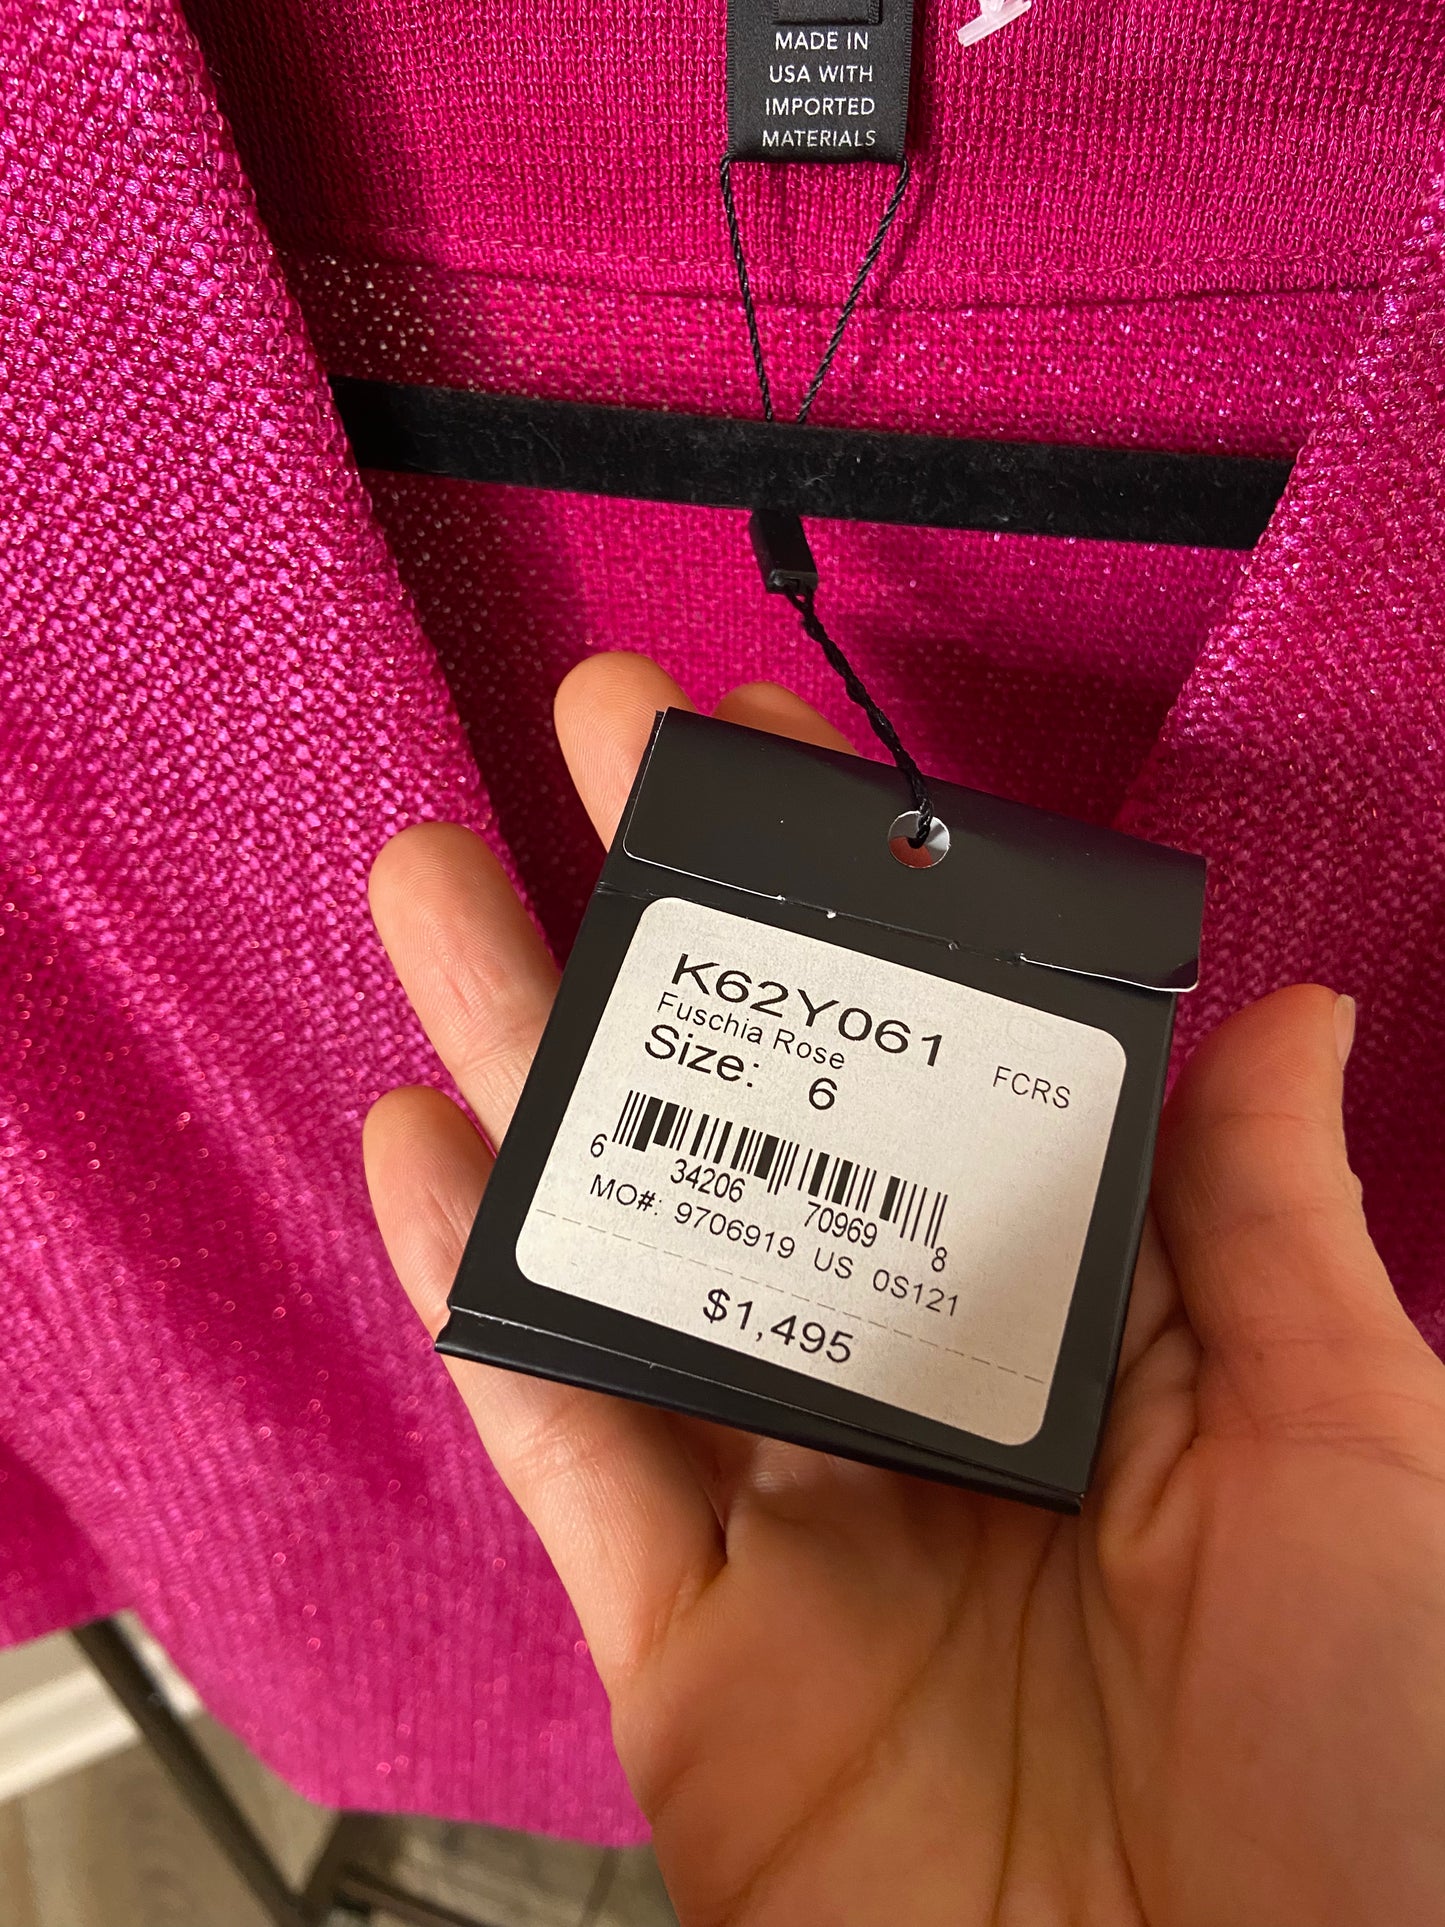 MADE IN
USA WITH
IMPORTED
MATERIALS
K62Y061
Fuschia Rose FCRS
Size: 6
6 34206 70969 8
MO#: 9706919 US 0S121
$1,495